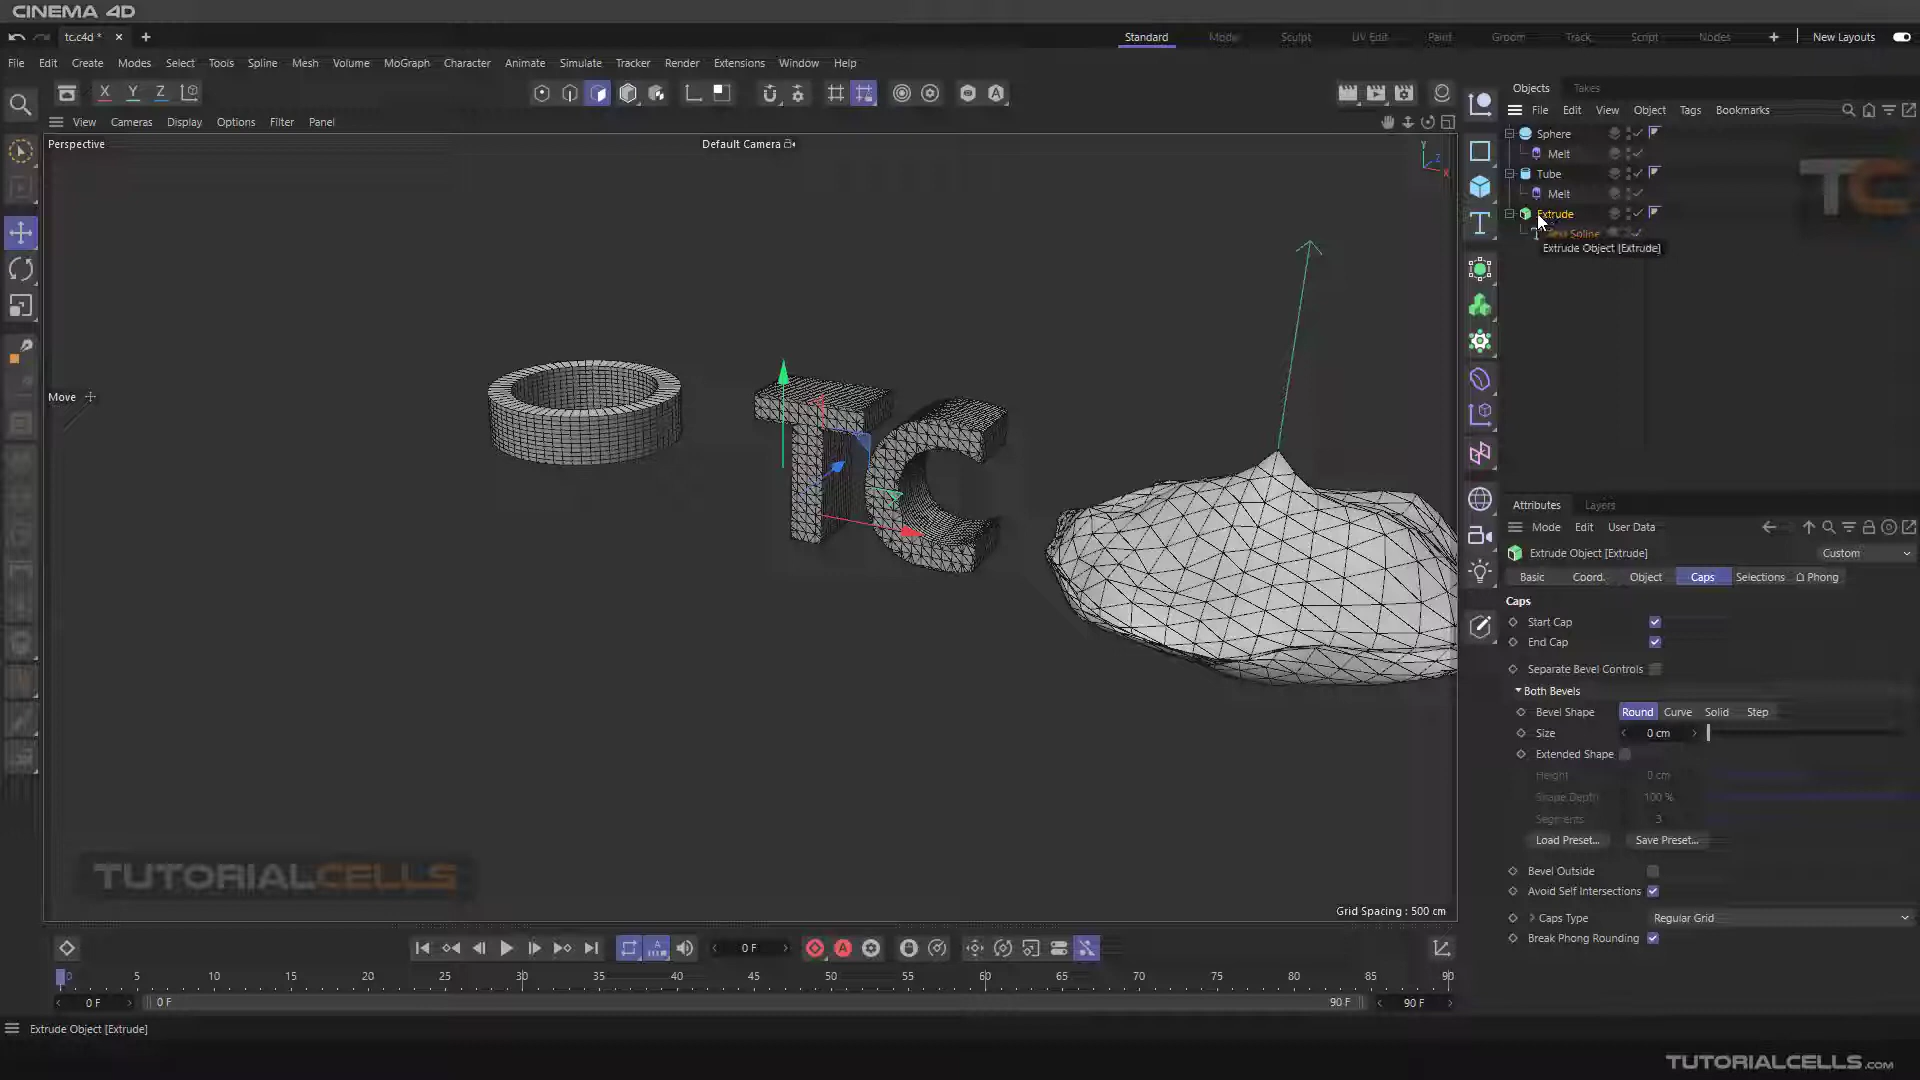 CINEMA 4D
tc.c4d *
Standard
Model
Sculpt
UV Edit
Paint
Groom
Track
Script
Nodes
New Layouts
File Edit Create Modes Select Tools Spline Mesh Volume MoGraph Character Animate Simulate Tracker Render Extensions Window Help
X Y Z
Objects Takes
File Edit View Object Tags Bookmarks
View Cameras Display Options Filter Panel
Perspective
Default Camera
Sphere
Melt
Tube
Melt
Extrude
Text Spline
Extrude Object [Extrude]
TC
Move
TC
Attributes Layers
Mode Edit User Data
Extrude Object [Extrude]
Custom
Basic Coord. Object Caps Selections Phong
Caps
Start Cap
End Cap
Separate Bevel Controls
Both Bevels
Bevel Shape Round Curve Solid Step
Size 0 cm
Extended Shape
Height 0 cm
Shape Depth 100 %
Segments 3
Load Preset... Save Preset...
Bevel Outside
Avoid Self Intersections
Caps Type Regular Grid
Break Phong Rounding
TUTORIALCELLS
Grid Spacing : 500 cm
0 F
0 5 10 15 20 25 30 35 40 45 50 55 60 65 70 75 80 85 90
0 F 0 F 90 F 90 F
Extrude Object [Extrude]
TUTORIALCELLS.com